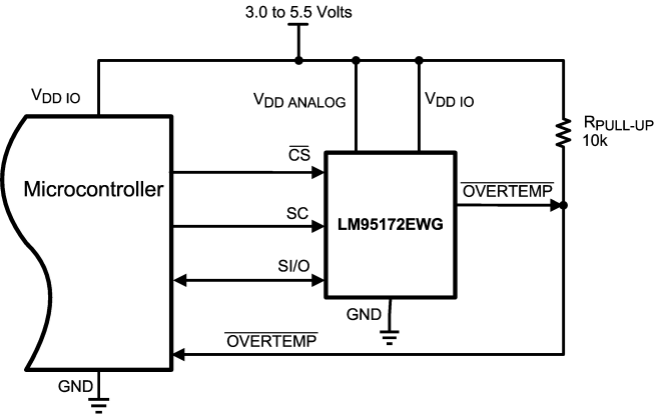 3.0 to 5.5 Volts
VDD IO
VDD ANALOG
VDD IO
RPULL-UP
10k
CS
OVERTEMP
Microcontroller
SC
LM95172EWG
SI/O
GND
OVERTEMP
GND